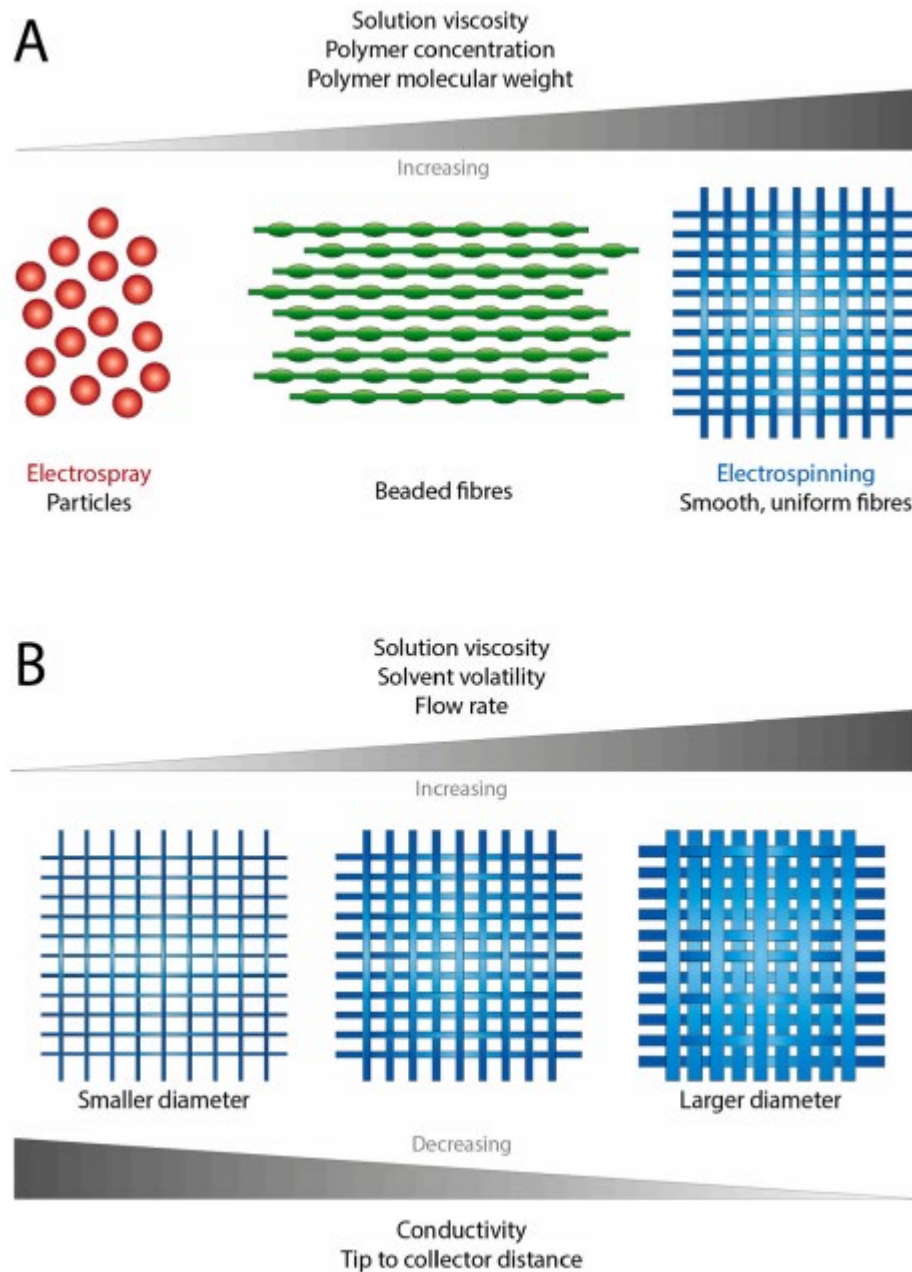 A
Solution viscosity
Polymer concentration
Polymer molecular weight
Increasing
Electrospray
Particles
Beaded fibres
Electrospinning
Smooth, uniform fibres
B
Solution viscosity
Solvent volatility
Flow rate
Increasing
Smaller diameter
Larger diameter
Decreasing
Conductivity
Tip to collector distance